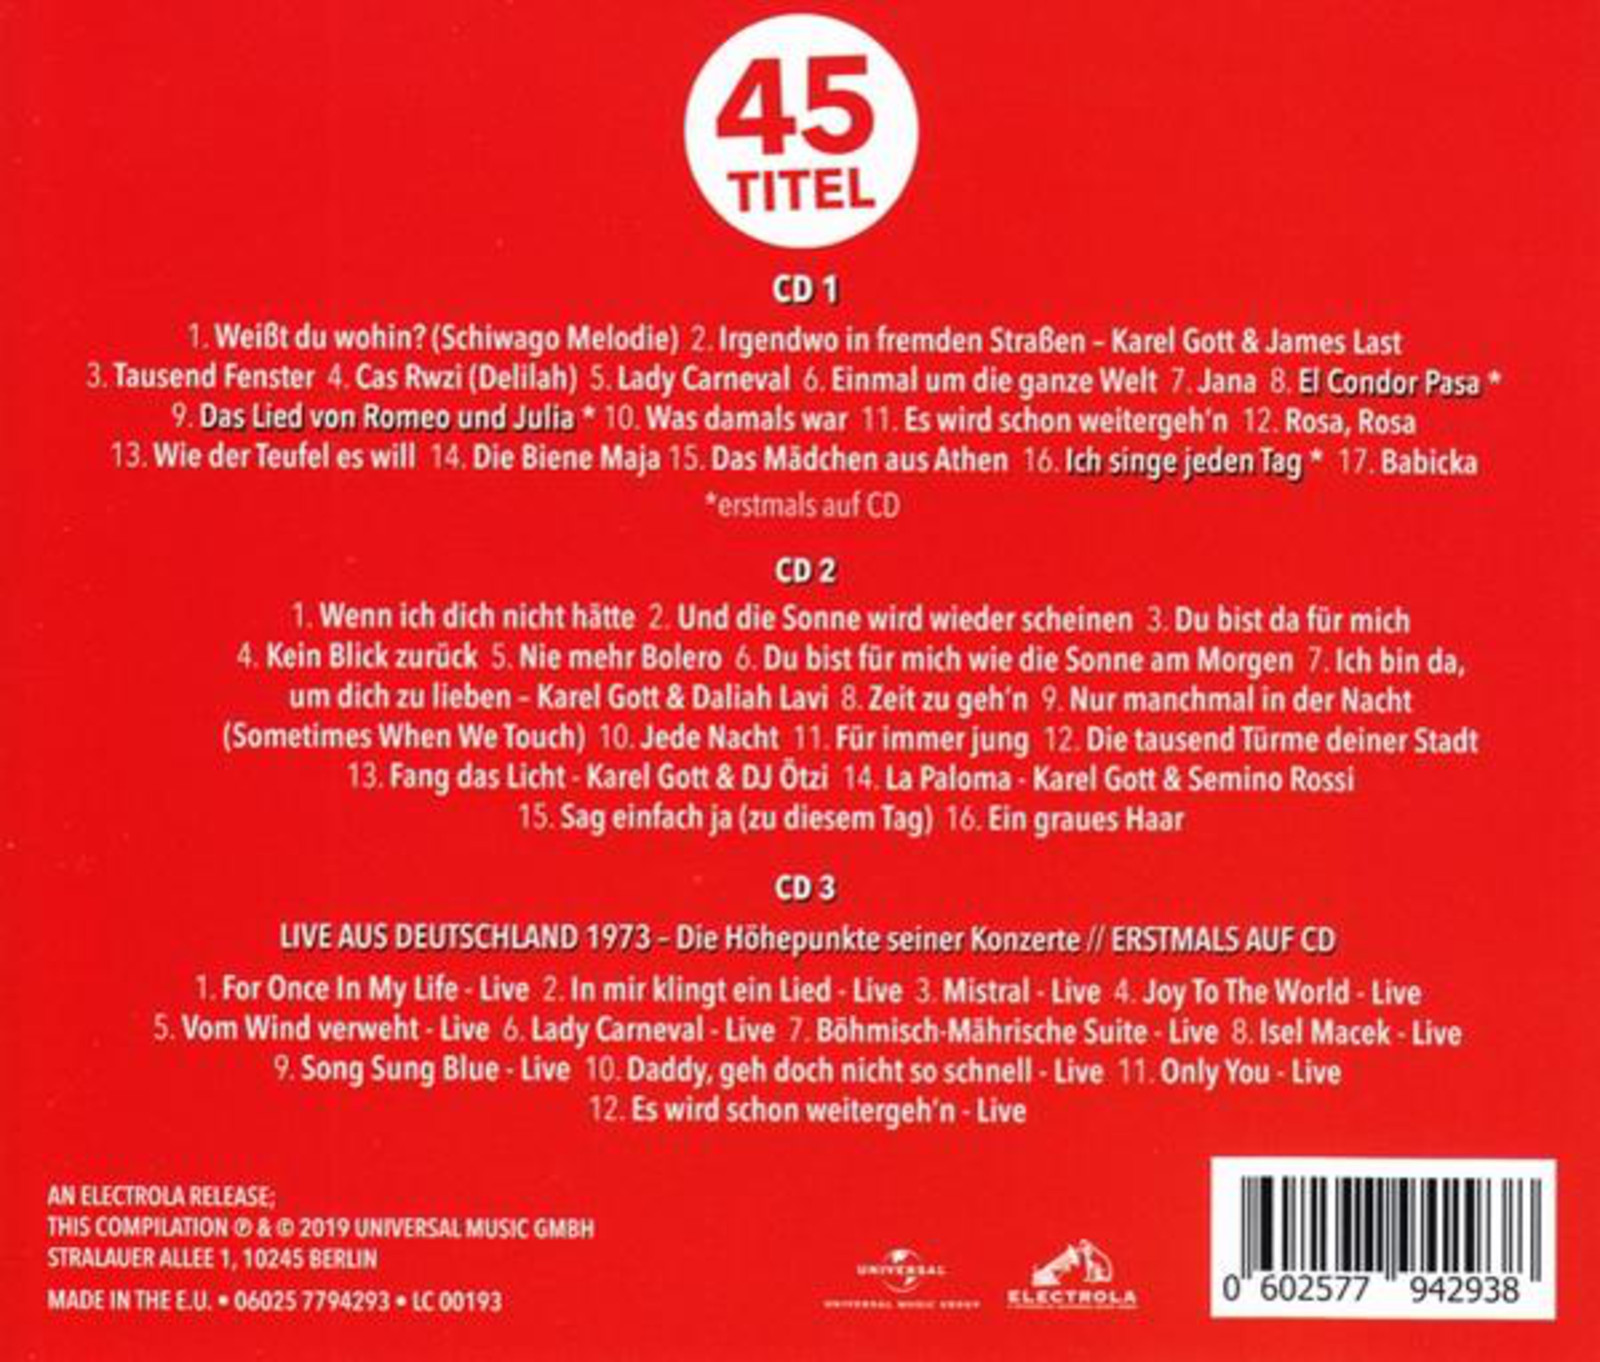 45
TITEL
CD 1
1. Weißt du wohin? (Schiwago Melodie) 2. Irgendwo in fremden Straßen – Karel Gott & James Last
3. Tausend Fenster 4. Cas Rwzi (Delilah) 5. Lady Carneval 6. Einmal um die ganze Welt 7. Jana 8. El Condor Pasa *
9. Das Lied von Romeo und Julia * 10. Was damals war 11. Es wird schon weitergeh'n 12. Rosa, Rosa
13. Wie der Teufel es will 14. Die Biene Maja 15. Das Mädchen aus Athen 16. Ich singe jeden Tag * 17. Babicka
*erstmals auf CD
CD 2
1. Wenn ich dich nicht hätte 2. Und die Sonne wird wieder scheinen 3. Du bist da für mich
4. Kein Blick zurück 5. Nie mehr Bolero 6. Du bist für mich wie die Sonne am Morgen 7. Ich bin da,
um dich zu lieben – Karel Gott & Daliah Lavi 8. Zeit zu geh'n 9. Nur manchmal in der Nacht
(Sometimes When We Touch) 10. Jede Nacht 11. Für immer jung 12. Die tausend Türme deiner Stadt
13. Fang das Licht - Karel Gott & DJ Ötzi 14. La Paloma - Karel Gott & Semino Rossi
15. Sag einfach ja (zu diesem Tag) 16. Ein graues Haar
CD 3
LIVE AUS DEUTSCHLAND 1973 – Die Höhepunkte seiner Konzerte // ERSTMALS AUF CD
1. For Once In My Life - Live 2. In mir klingt ein Lied - Live 3. Mistral - Live 4. Joy To The World - Live
5. Vom Wind verweht - Live 6. Lady Carneval - Live 7. Böhmisch-Mährische Suite - Live 8. Isel Macek - Live
9. Song Sung Blue - Live 10. Daddy, geh doch nicht so schnell - Live 11. Only You - Live
12. Es wird schon weitergeh'n - Live
AN ELECTROLA RELEASE;
THIS COMPILATION ℗ & © 2019 UNIVERSAL MUSIC GMBH
STRALAUER ALLEE 1, 10245 BERLIN
MADE IN THE E.U. • 06025 7794293 • LC 00193
UNIVERSAL
UNIVERSAL MUSIC GROUP
ELECTROLA
0 602577 942938